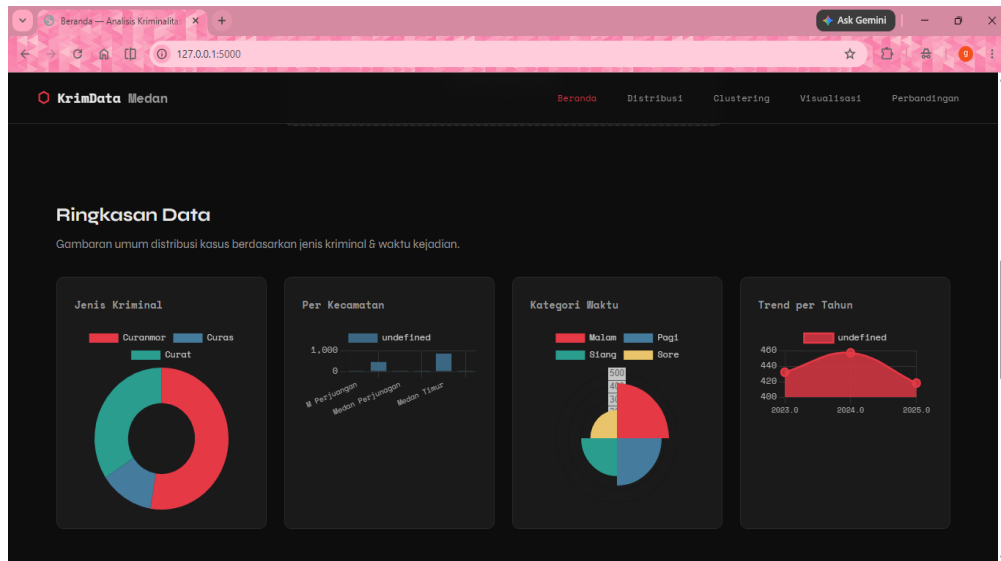 Beranda — Analisis Kriminalita
Ask Gemini
127.0.0.1:5000
g
KrimData Medan
Beranda
Distribusi
Clustering
Visualisasi
Perbandingan
Ringkasan Data
Gambaran umum distribusi kasus berdasarkan jenis kriminal & waktu kejadian.
Jenis Kriminal
Curanmor
Curas
Curat
Per Kecamatan
undefined
1,000
0
M Perjuangan
Medan Perjunagan
Medan Timur
Kategori Waktu
Malam
Pagi
Siang
Sore
500
Trend per Tahun
undefined
460
440
420
400
2023.0
2024.0
2025.0